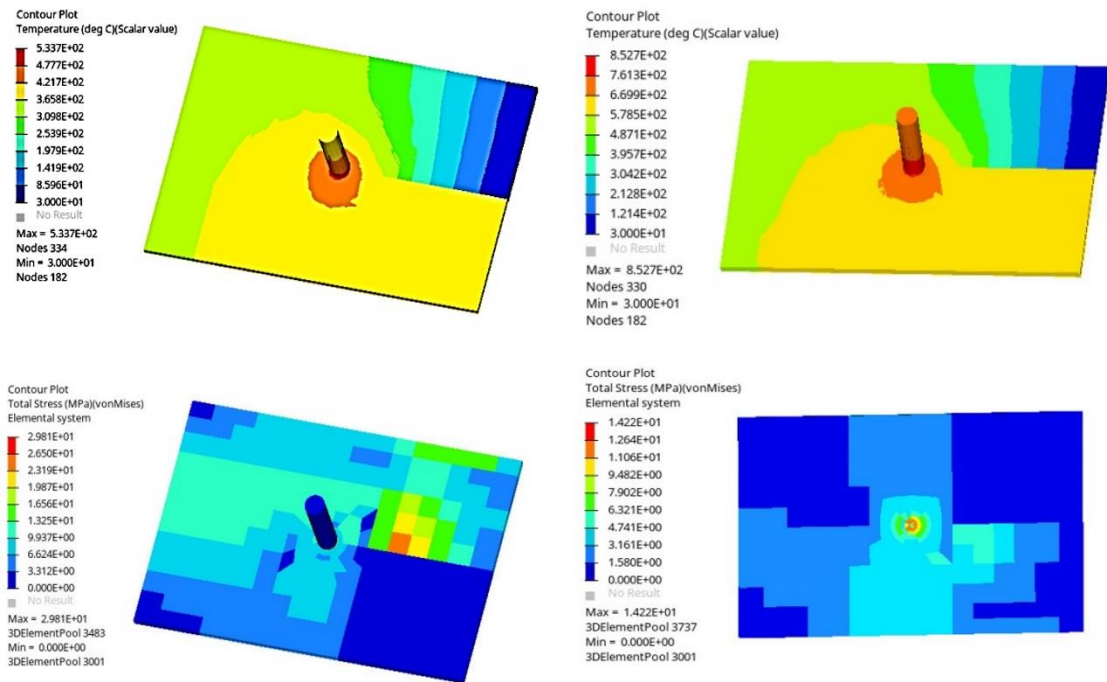 Contour Plot
Temperature (deg C)(Scalar value)
5.337E+02
4.777E+02
4.217E+02
3.658E+02
3.098E+02
2.539E+02
1.979E+02
1.419E+02
8.596E+01
3.000E+01
No Result
Max = 5.337E+02
Nodes 334
Min = 3.000E+01
Nodes 182
Contour Plot
Temperature (deg C)(Scalar value)
8.527E+02
7.613E+02
6.699E+02
5.785E+02
4.871E+02
3.957E+02
3.042E+02
2.128E+02
1.214E+02
3.000E+01
No Result
Max = 8.527E+02
Nodes 330
Min = 3.000E+01
Nodes 182
Contour Plot
Total Stress (MPa)(vonMises)
Elemental system
2.981E+01
2.650E+01
2.319E+01
1.987E+01
1.656E+01
1.325E+01
9.937E+00
6.624E+00
3.312E+00
0.000E+00
No Result
Max = 2.981E+01
3DElementPool 3483
Min = 0.000E+00
3DElementPool 3001
Contour Plot
Total Stress (MPa)(vonMises)
Elemental system
1.422E+01
1.264E+01
1.106E+01
9.482E+00
7.902E+00
6.321E+00
4.741E+00
3.161E+00
1.580E+00
0.000E+00
No Result
Max = 1.422E+01
3DElementPool 3737
Min = 0.000E+00
3DElementPool 3001